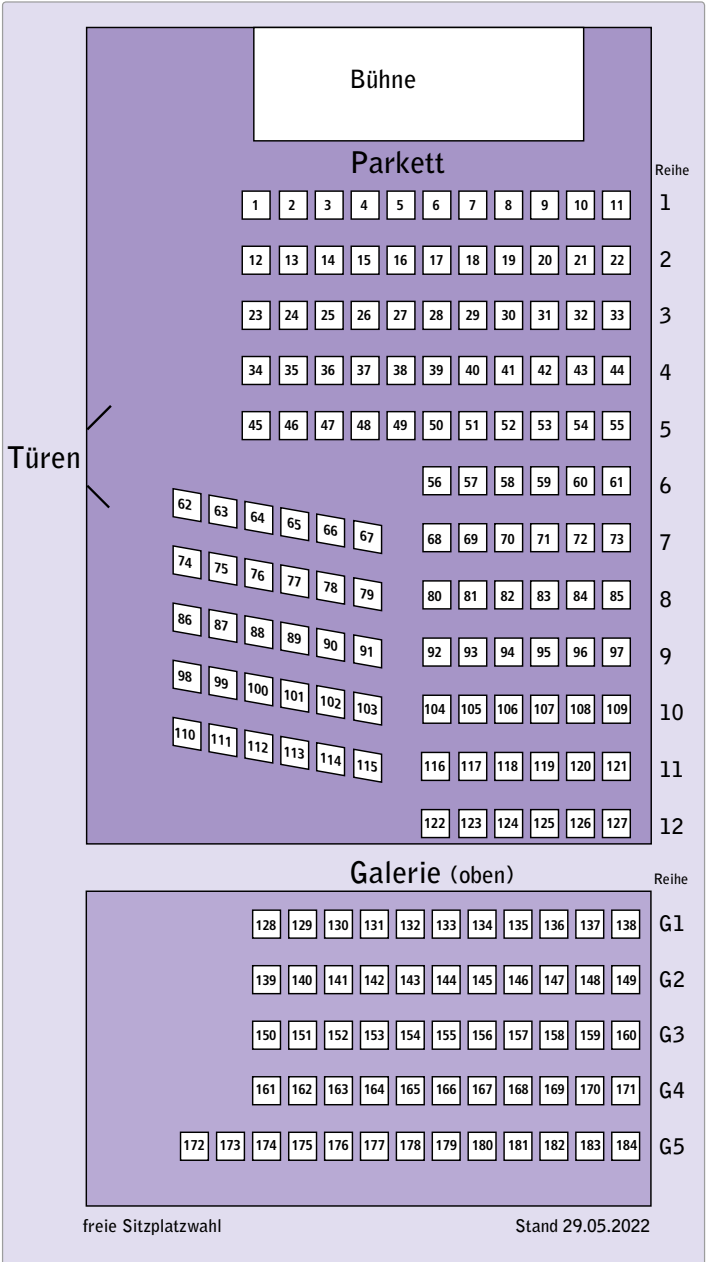 Bühne
Parkett
Reihe
1 2 3 4 5 6 7 8 9 10 11 1
12 13 14 15 16 17 18 19 20 21 22 2
23 24 25 26 27 28 29 30 31 32 33 3
34 35 36 37 38 39 40 41 42 43 44 4
45 46 47 48 49 50 51 52 53 54 55 5
Türen
56 57 58 59 60 61 6
62 63 64 65 66 67 68 69 70 71 72 73 7
74 75 76 77 78 79 80 81 82 83 84 85 8
86 87 88 89 90 91 92 93 94 95 96 97 9
98 99 100 101 102 103 104 105 106 107 108 109 10
110 111 112 113 114 115 116 117 118 119 120 121 11
122 123 124 125 126 127 12
Galerie (oben)
Reihe
128 129 130 131 132 133 134 135 136 137 138 G1
139 140 141 142 143 144 145 146 147 148 149 G2
150 151 152 153 154 155 156 157 158 159 160 G3
161 162 163 164 165 166 167 168 169 170 171 G4
172 173 174 175 176 177 178 179 180 181 182 183 184 G5
freie Sitzplatzwahl
Stand 29.05.2022